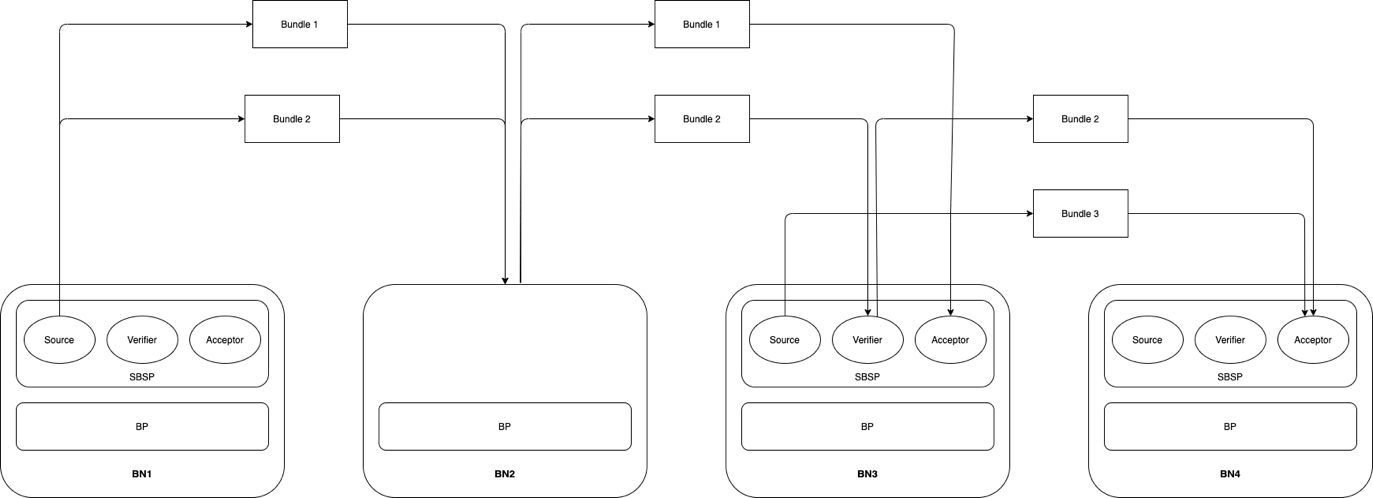 Bundle 1
Bundle 1
Bundle 2
Bundle 2
Bundle 2
Bundle 3
Source
Verifier
Acceptor
SBSP
BP
BN1
BP
BN2
Source
Verifier
Acceptor
SBSP
BP
BN3
Source
Verifier
Acceptor
SBSP
BP
BN4